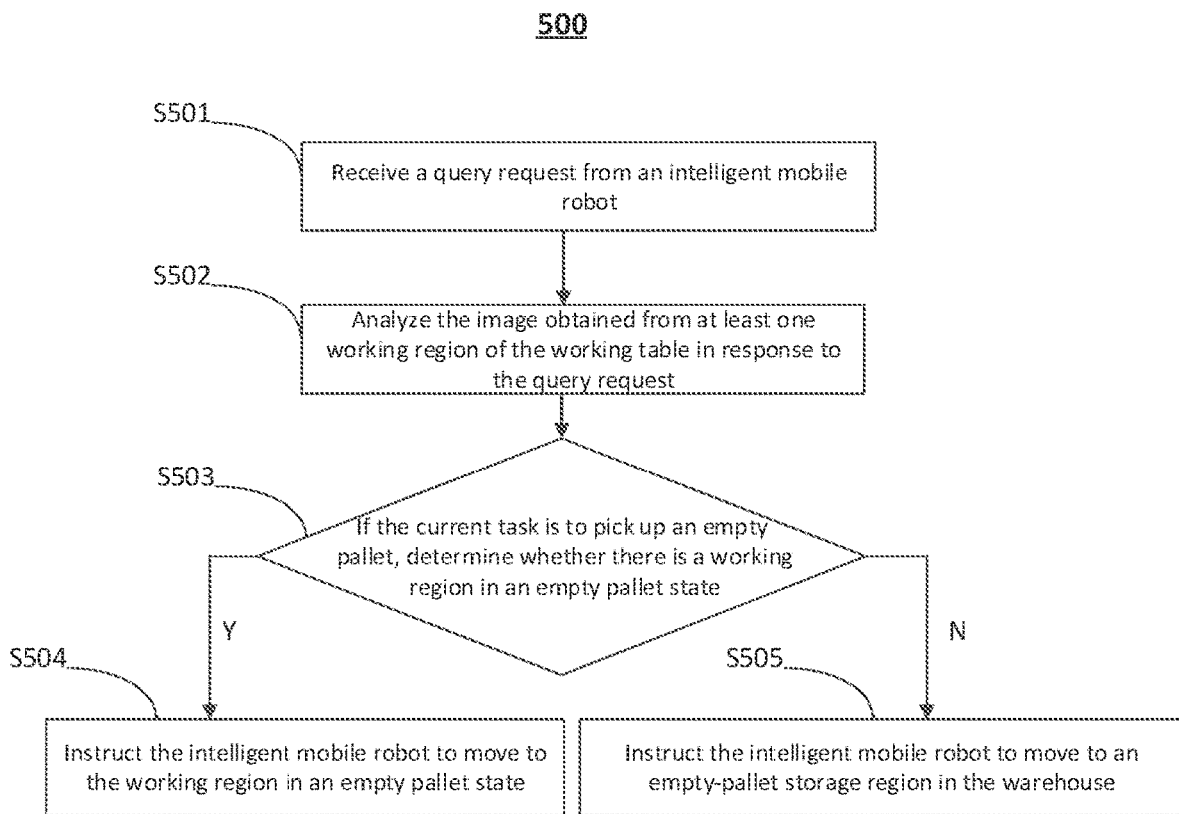 500
S501
Receive a query request from an intelligent mobile
robot
S502
Analyze the image obtained from at least one
working region of the working table in response to
the query request
S503
If the current task is to pick up an empty
pallet, determine whether there is a working
region in an empty pallet state
Y
N
S504
S505
Instruct the intelligent mobile robot to move to
the working region in an empty pallet state
Instruct the intelligent mobile robot to move to an
empty-pallet storage region in the warehouse